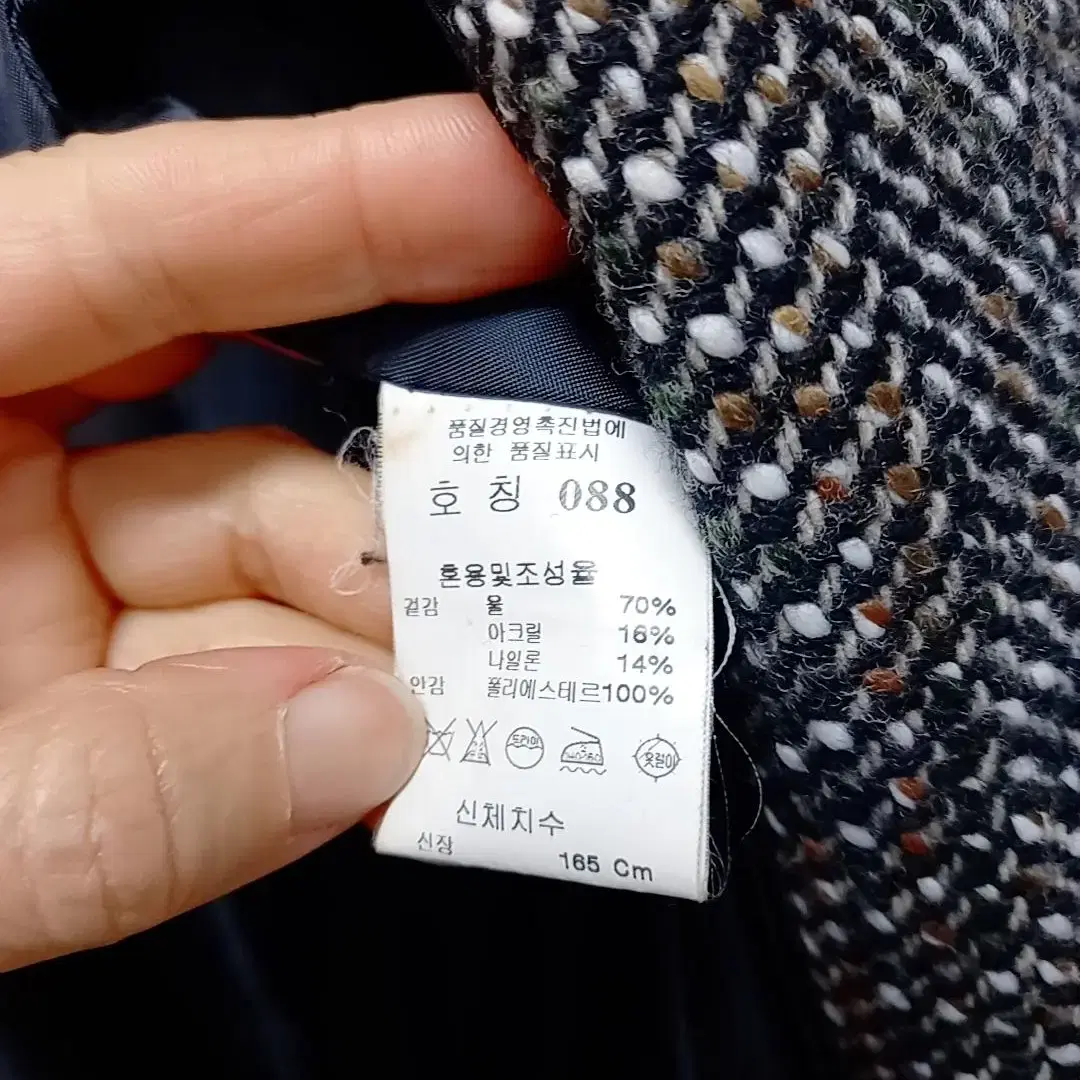 품질경영촉진법에
의한 품질표시
호 칭 088
혼용및조성율
겉감 울 70%
아크릴 16%
나일론 14%
안감 폴리에스테르100%
드라이
옷걸이
신체치수
신장 165 Cm